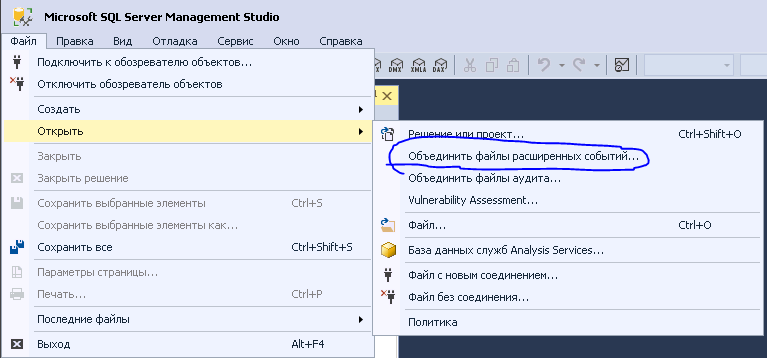 Microsoft SQL Server Management Studio
Файл Правка Вид Отладка Сервис Окно Справка
Подключить к обозревателю объектов...
Отключить обозреватель объектов
Создать
Открыть
Закрыть
Закрыть решение
Сохранить выбранные элементы Ctrl+S
Сохранить выбранные элементы как...
Сохранить все Ctrl+Shift+S
Параметры страницы...
Печать... Ctrl+P
Последние файлы
Выход Alt+F4
DMX XMLA DAX
Решение или проект... Ctrl+Shift+O
Объединить файлы расширенных событий...
Объединить файлы аудита...
Vulnerability Assessment...
Файл... Ctrl+O
База данных служб Analysis Services...
Файл с новым соединением...
Файл без соединения...
Политика